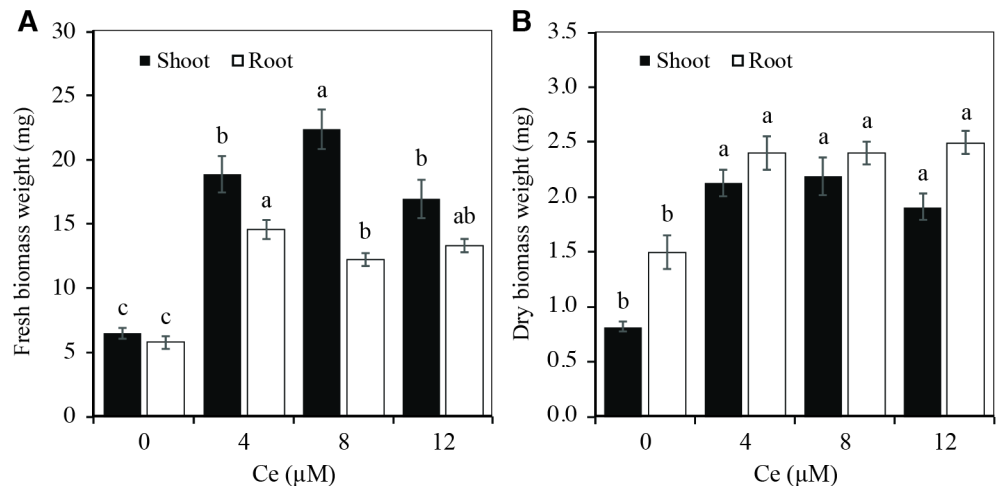 A
Fresh biomass weight (mg)
30
25
20
15
10
5
0
Shoot Root
c c b a a b b ab
0 4 8 12
Ce (µM)
B
Dry biomass weight (mg)
3.5
3.0
2.5
2.0
1.5
1.0
0.5
0.0
Shoot Root
b b a a a a a a
0 4 8 12
Ce (µM)